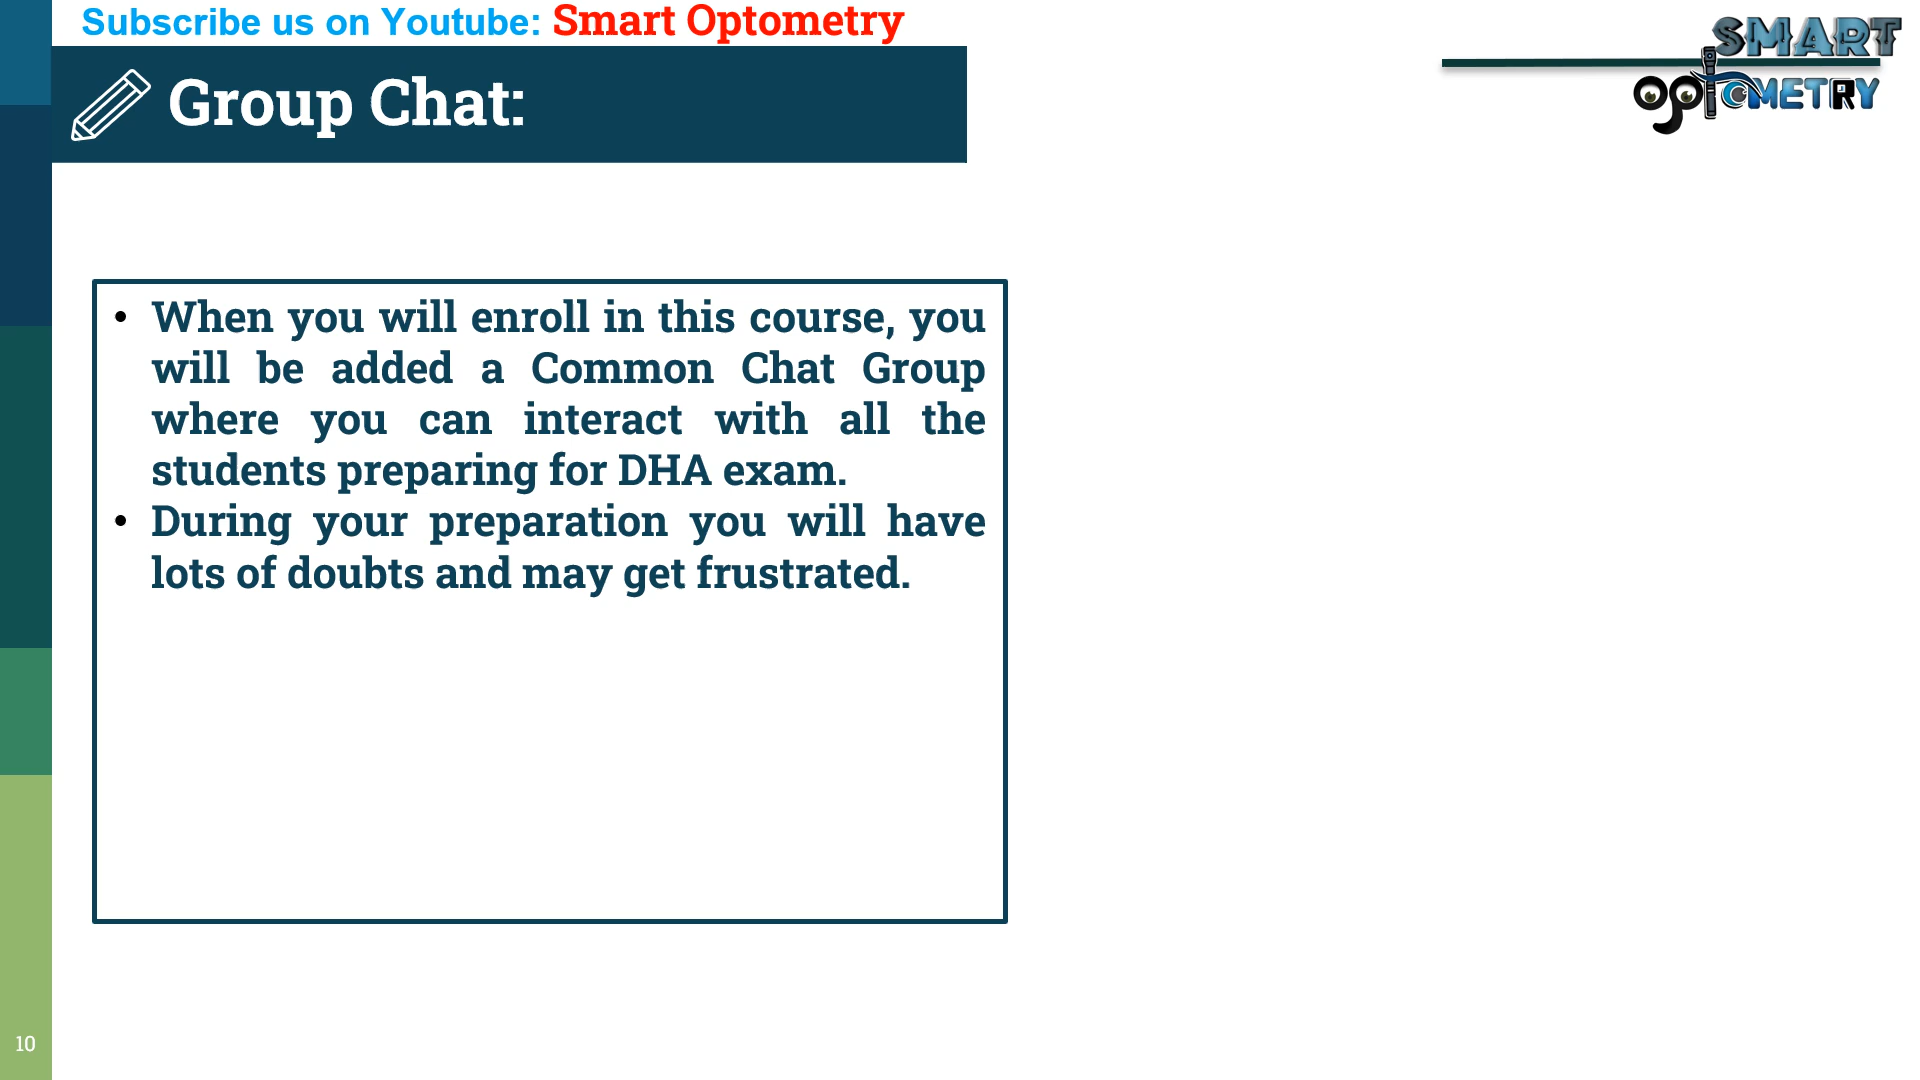 Subscribe us on Youtube: Smart Optometry
SMART
OptOMETRY
Group Chat:
• When you will enroll in this course, you
will be added a Common Chat Group
where you can interact with all the
students preparing for DHA exam.
• During your preparation you will have
lots of doubts and may get frustrated.
10